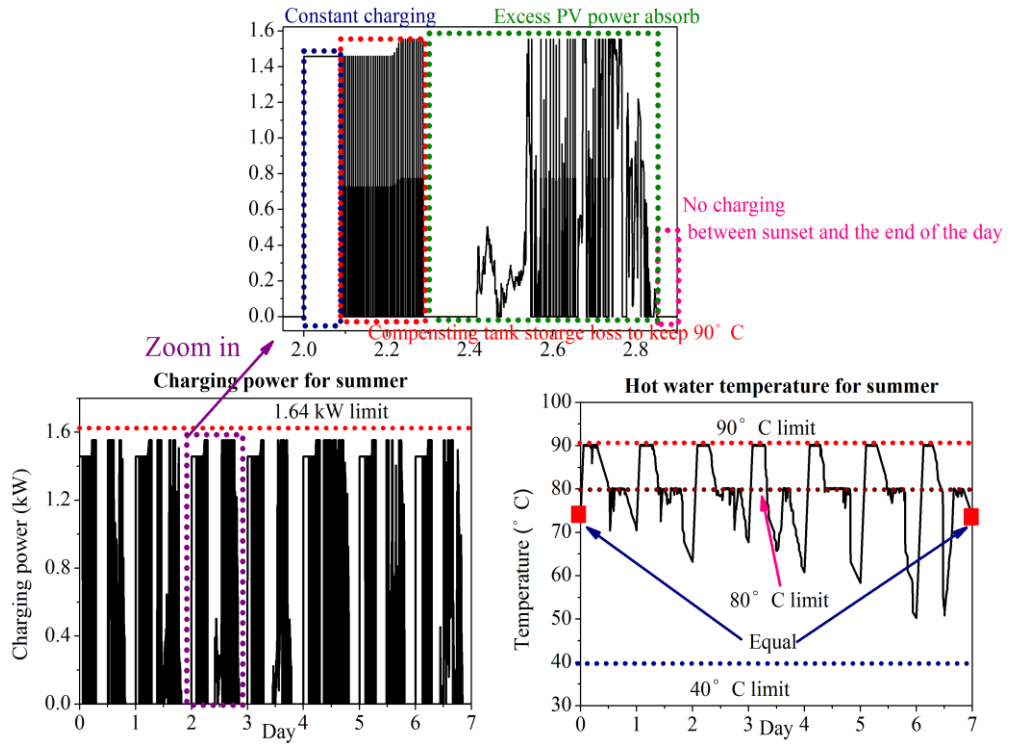 Constant charging
Excess PV power absorb
1.6
1.4
1.2
1.0
0.8
0.6
0.4
0.2
0.0
No charging
between sunset and the end of the day
Compensting tank stoarge loss to keep 90° C
2.0
2.2
2.4
2.6
2.8
Zoom in
Charging power for summer
1.64 kW limit
1.6
1.2
0.8
0.4
0.0
Charging power (kW)
0
1
2
3
4
5
6
7
Day
Hot water temperature for summer
100
90
80
70
60
50
40
30
Temperature (° C)
90° C limit
80° C limit
Equal
40° C limit
0
1
2
3
4
5
6
7
Day